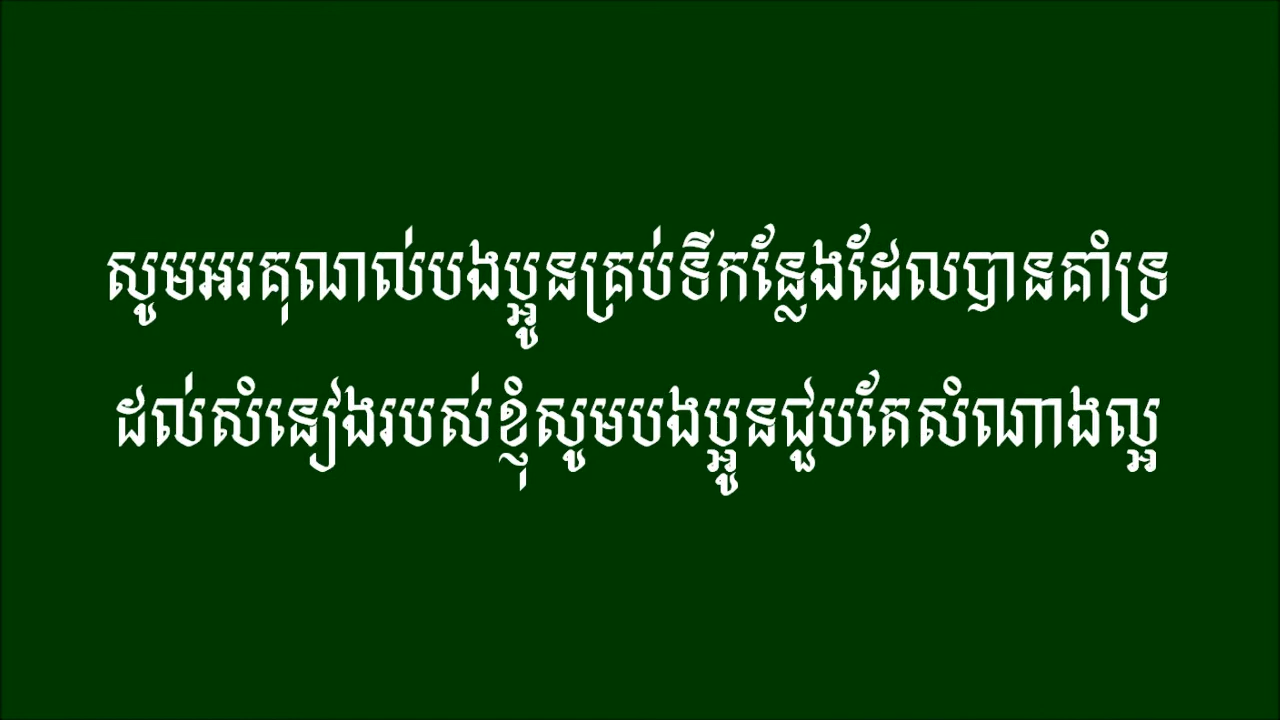 សូមអរគុណល់បងប្អូនគ្រប់ទីកន្លែងដែលបានគាំទ្រ
ដល់សំនៀងរបស់ខ្ញុំសូមបងប្អូនជួបតែសំណាងល្អ